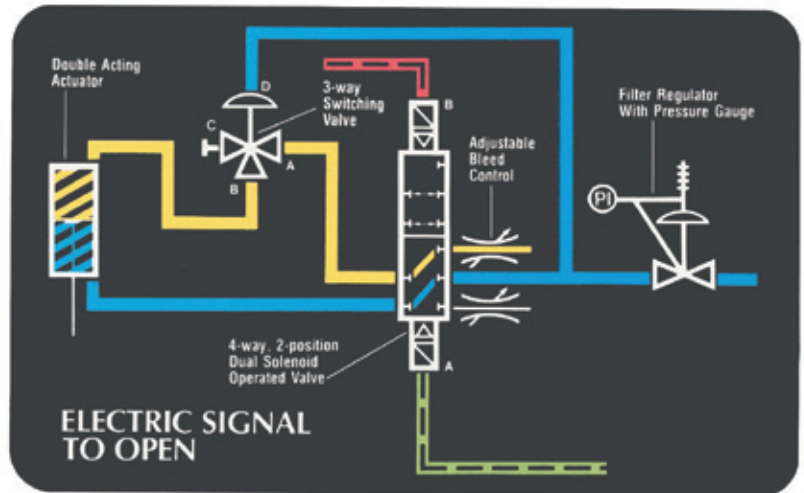 Double Acting
Actuator
D
3-way
Switching
Valve
C
A
B
B
Adjustable
Bleed
Control
Filter Regulator
With Pressure Gauge
PI
4-way, 2-position
Dual Solenoid
Operated Valve
A
ELECTRIC SIGNAL
TO OPEN